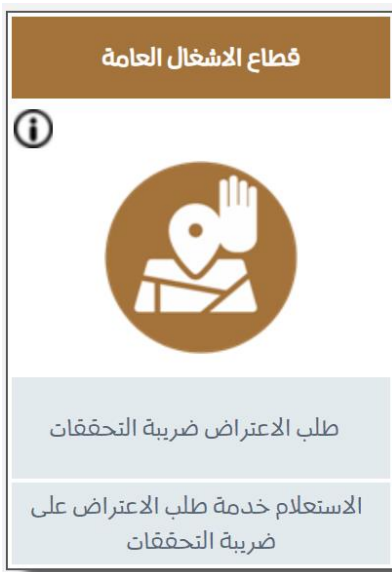 قطاع الاشغال العامة
طلب الاعتراض ضريبة التحققات
الاستعلام خدمة طلب الاعتراض على
ضريبة التحققات